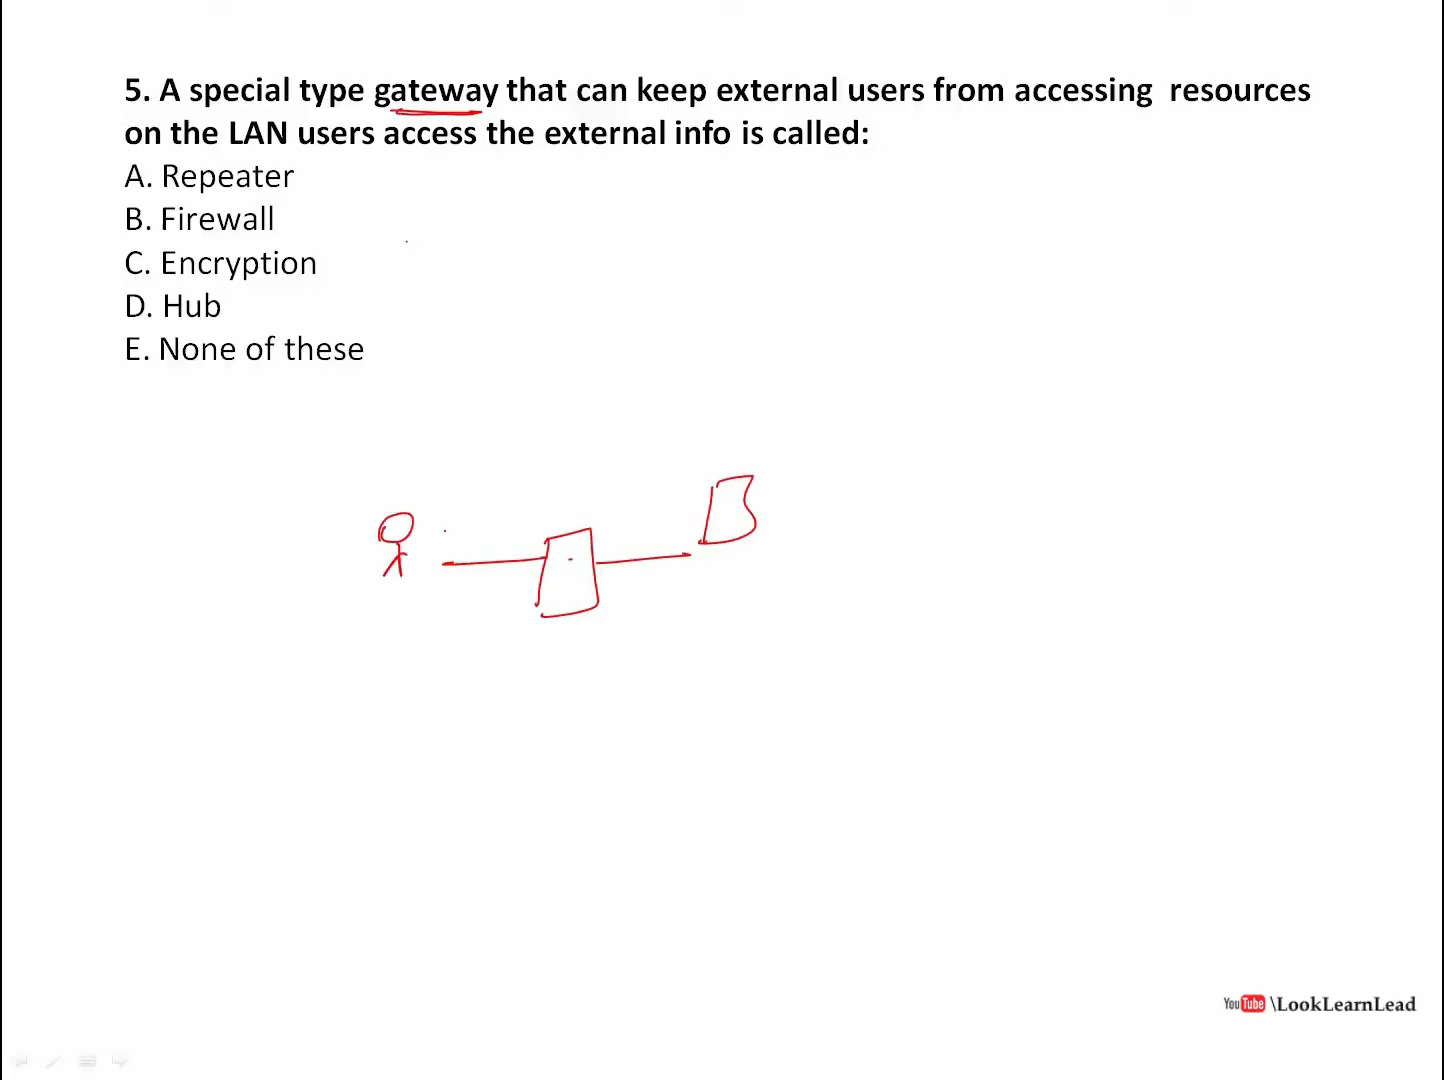 5. A special type gateway that can keep external users from accessing resources
on the LAN users access the external info is called:
A. Repeater
B. Firewall
C. Encryption
D. Hub
E. None of these
YouTube \LookLearnLead